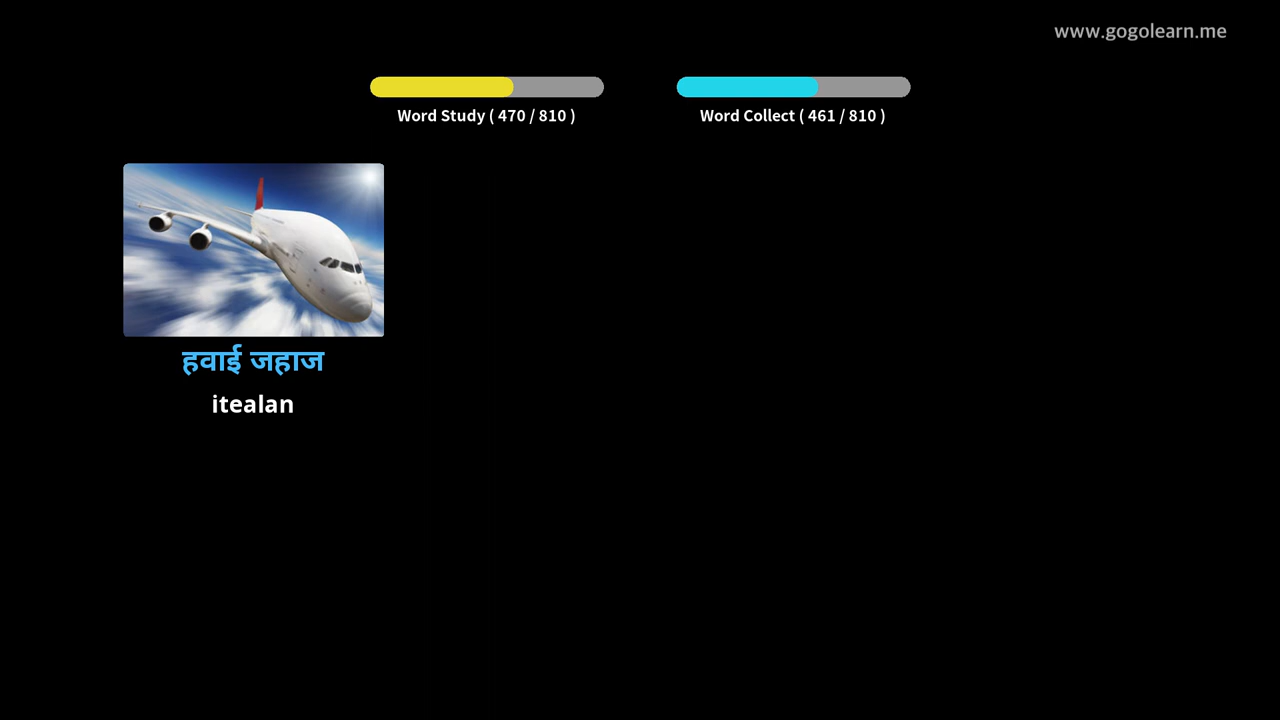 www.gogolearn.me
Word Study ( 470 / 810 )
Word Collect ( 461 / 810 )
हवाई जहाज
itealan